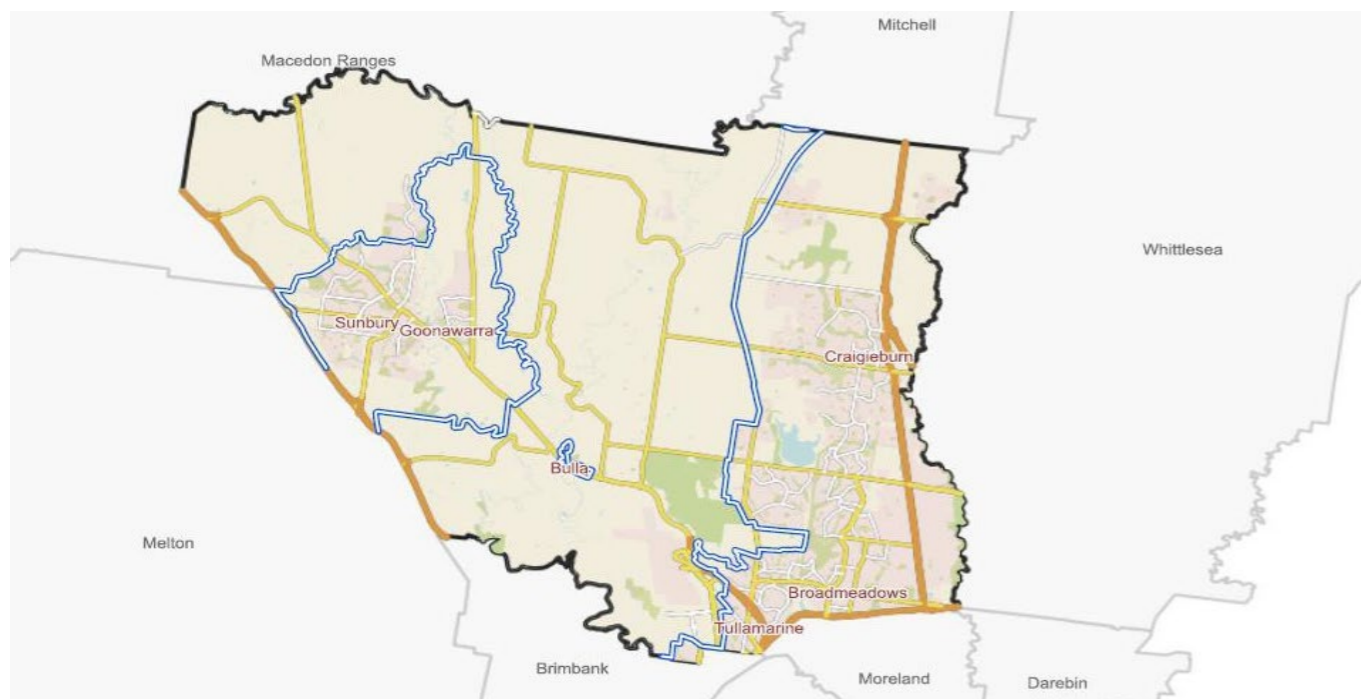 Mitchell
Macedon Ranges
Whittlesea
Sunbury
Goonawarra
Craigieburn
Bulla
Melton
Broadmeadows
Tullamarine
Brimbank
Moreland
Darebin